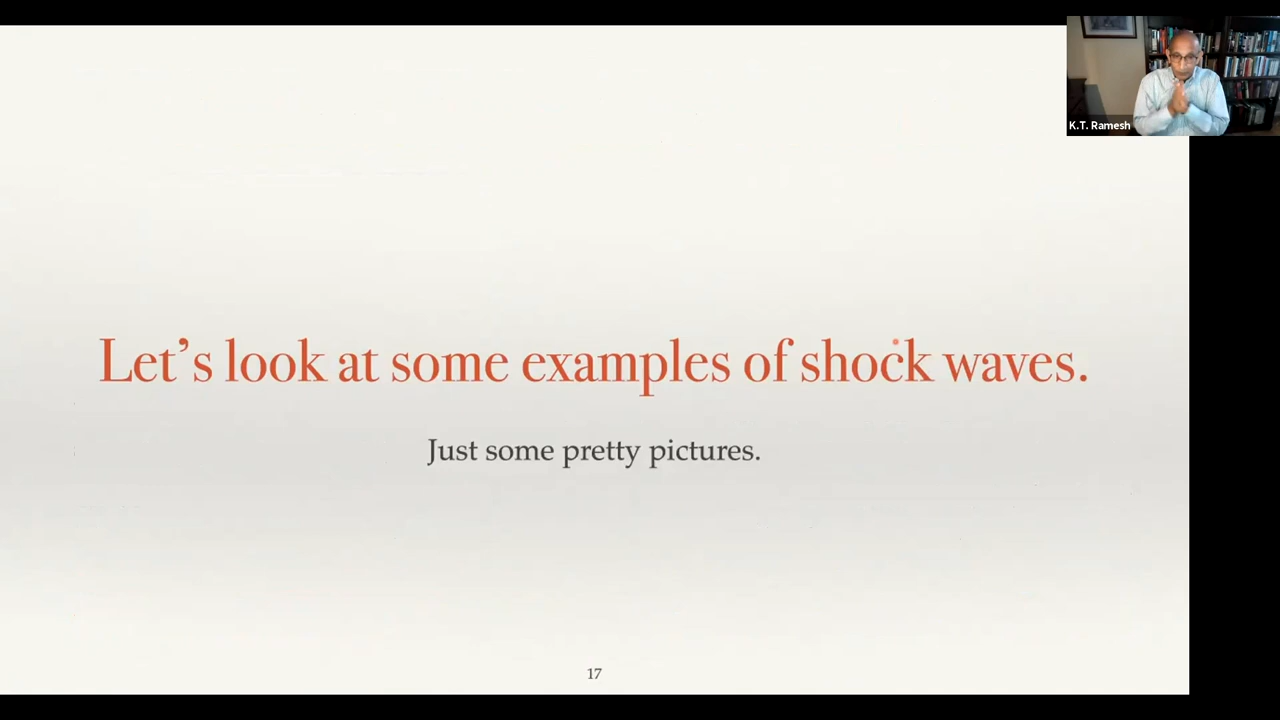 K.T. Ramesh
Let’s look at some examples of shock waves.
Just some pretty pictures.
17